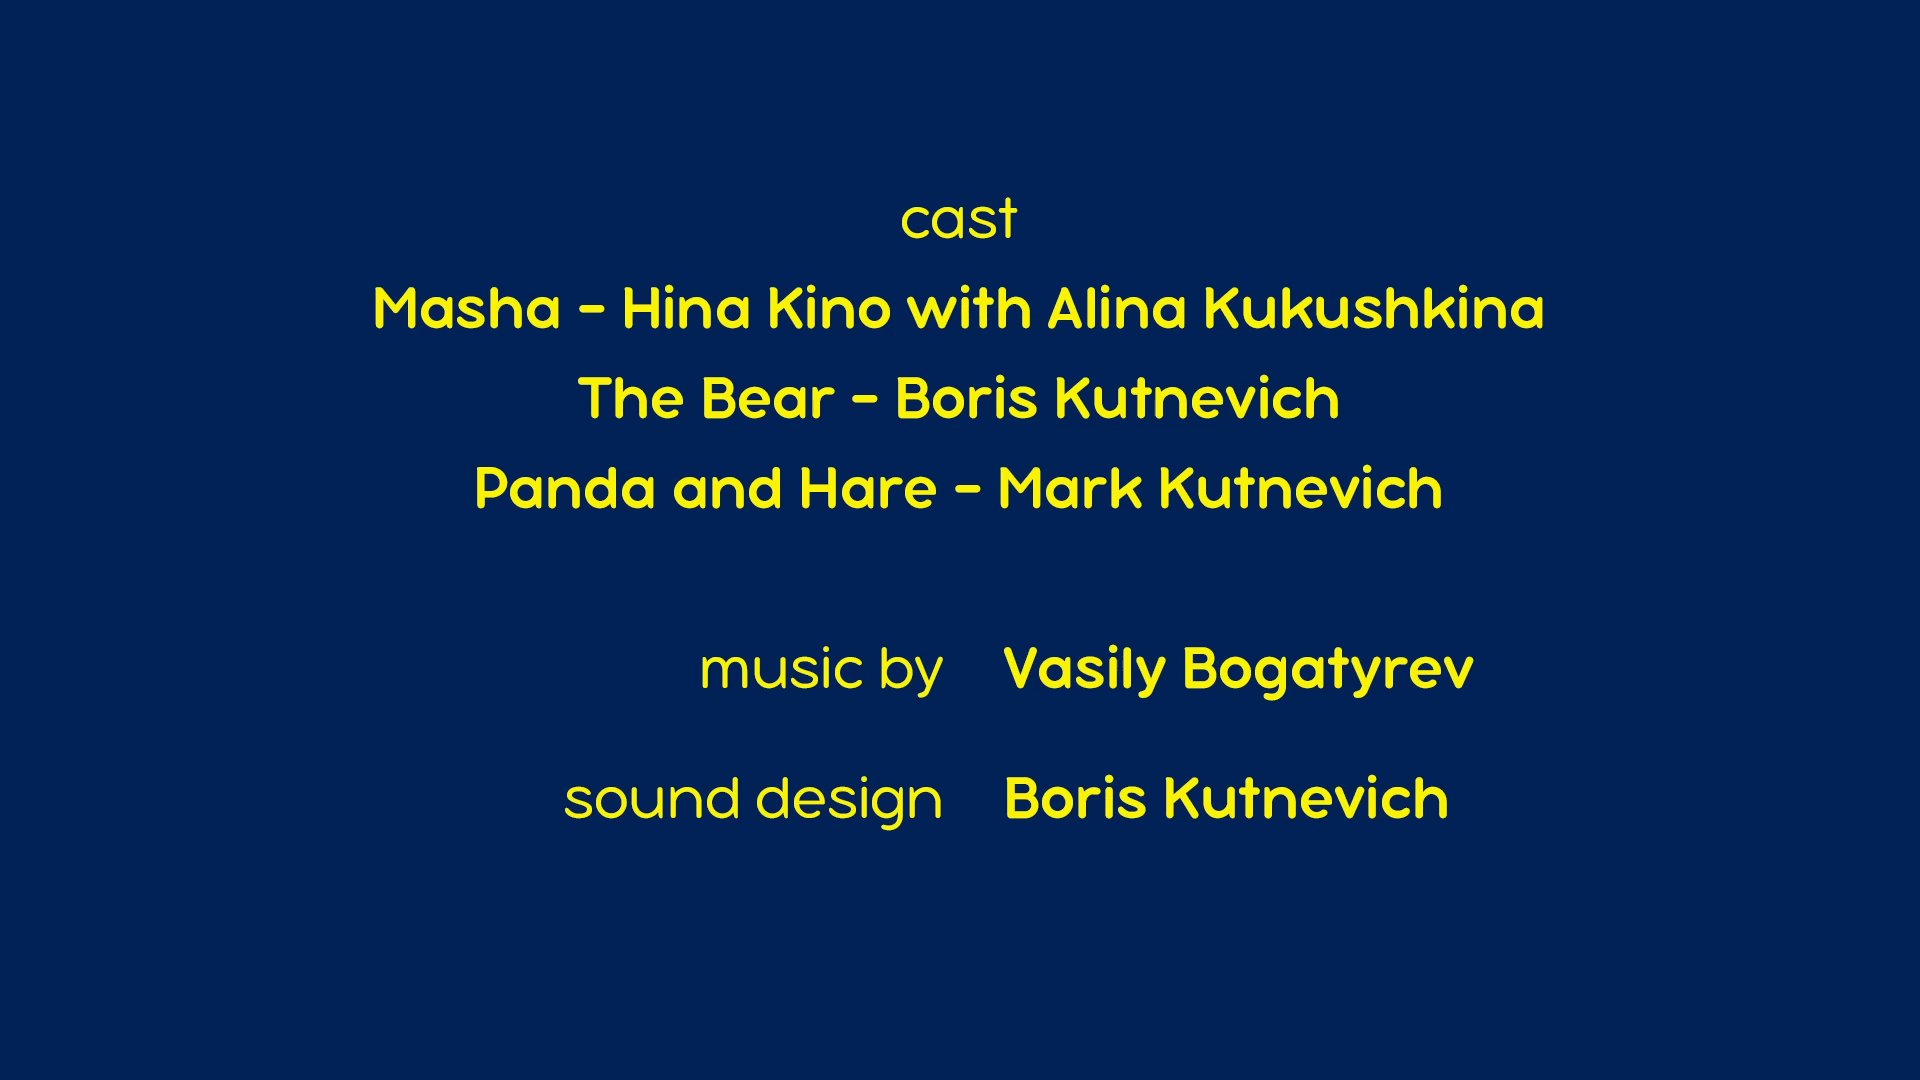 cast
Masha - Hina Kino with Alina Kukushkina
The Bear - Boris Kutnevich
Panda and Hare - Mark Kutnevich
music by Vasily Bogatyrev
sound design Boris Kutnevich